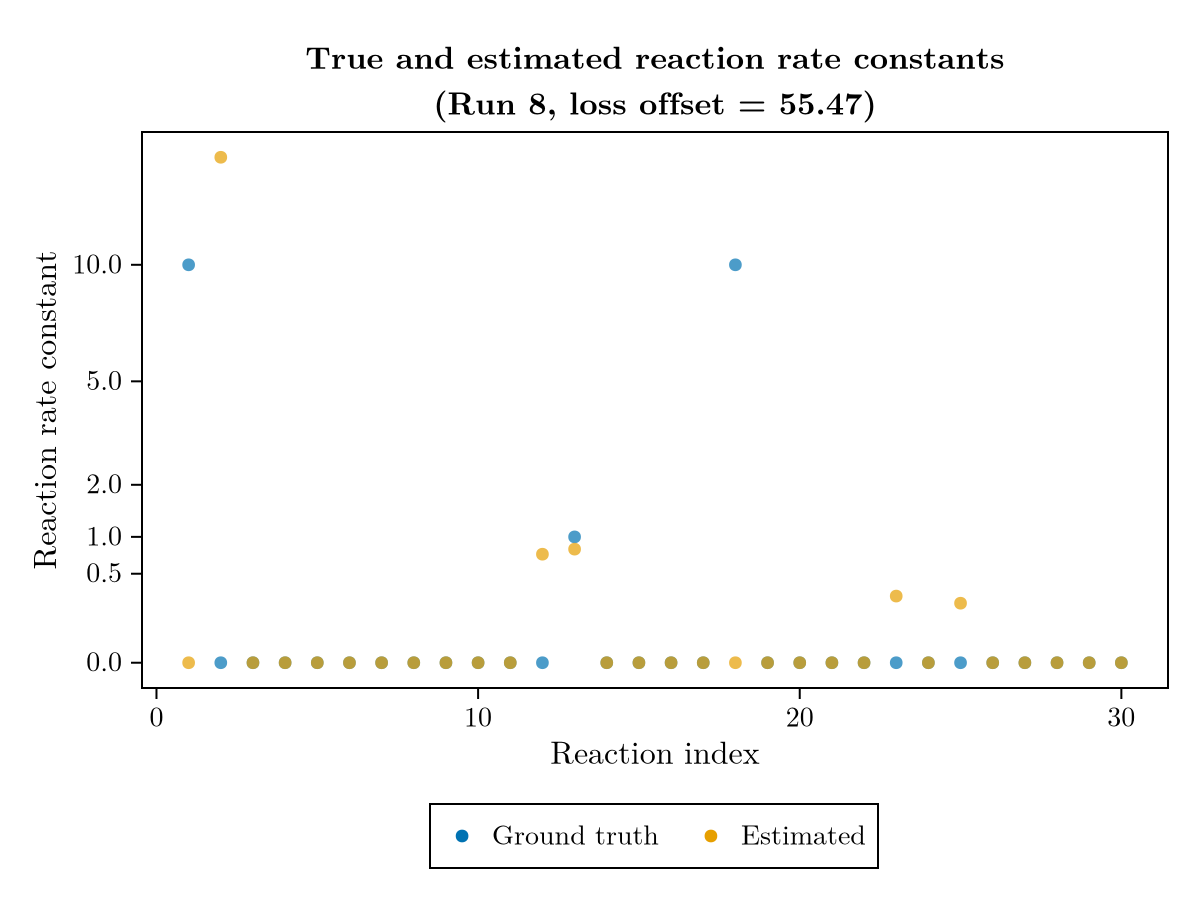 True and estimated reaction rate constants
(Run 8, loss offset = 55.47)
Reaction rate constant
10.0
5.0
2.0
1.0
0.5
0.0
0
10
20
30
Reaction index
Ground truth
Estimated